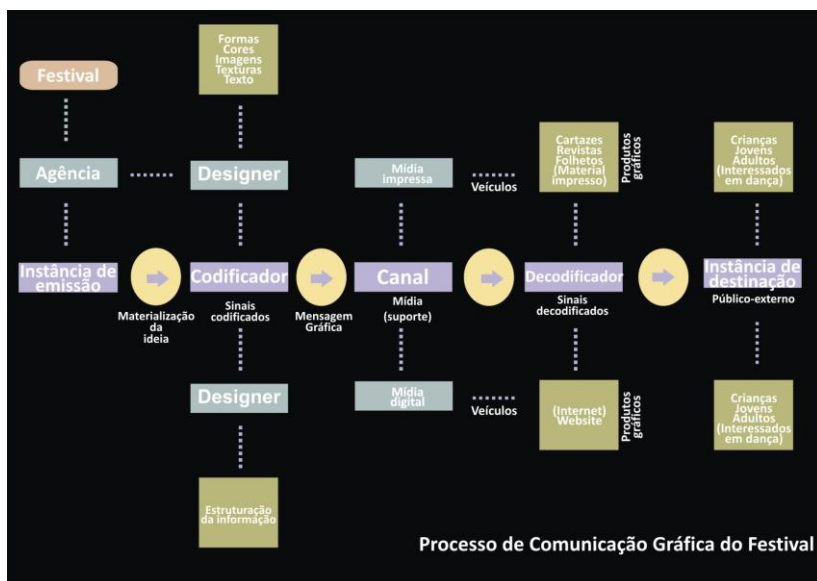 Formas
Cores
Imagens
Texturas
Texto
Festival
Agência
Designer
Mídia
impressa
Veículos
Cartazes
Revistas
Folhetos
(Material
impresso)
Produtos
gráficos
Crianças
Jovens
Adultos
(Interessados
em dança)
Instância de
emissão
Materialização
da
ideia
Codificador
Sinais
codificados
Mensagem
Gráfica
Canal
Mídia
(suporte)
Decodificador
Sinais
decodificados
Instância de
destinação
Público-externo
Designer
Mídia
digital
Veículos
(Internet)
Website
Produtos
gráficos
Crianças
Jovens
Adultos
(Interessados
em dança)
Estruturação
da informação
Processo de Comunicação Gráfica do Festival